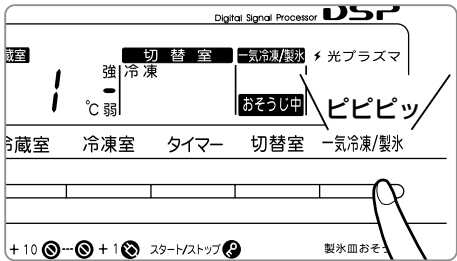 Digital Signal Processor DSP
蔵室 切替室 一気冷凍/製氷 光プラズマ
強 冷凍
1 ℃ 弱 おそうじ中 ピピピッ
冷蔵室 冷凍室 タイマー 切替室 一気冷凍/製氷
+10 --- +1 スタート/ストップ 製氷皿おそ